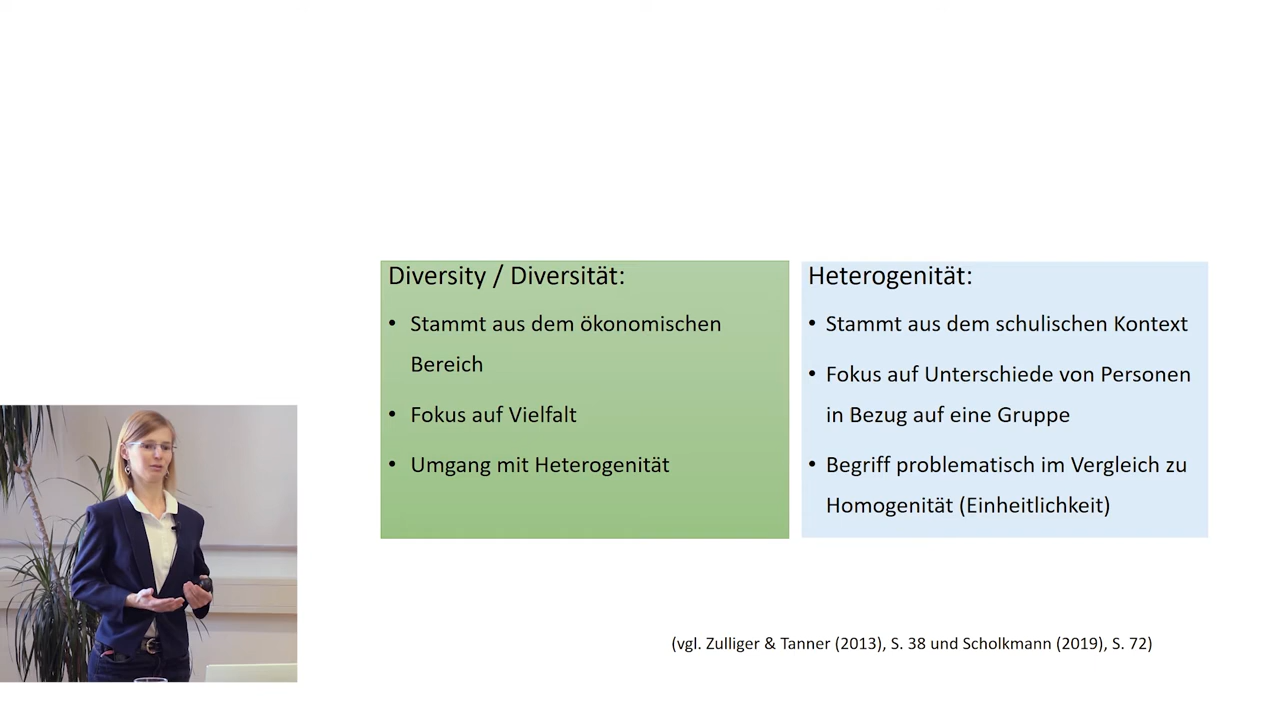 Diversity / Diversität:
• Stammt aus dem ökonomischen
Bereich
• Fokus auf Vielfalt
• Umgang mit Heterogenität
Heterogenität:
• Stammt aus dem schulischen Kontext
• Fokus auf Unterschiede von Personen
in Bezug auf eine Gruppe
• Begriff problematisch im Vergleich zu
Homogenität (Einheitlichkeit)
(vgl. Zulliger & Tanner (2013), S. 38 und Scholkmann (2019), S. 72)